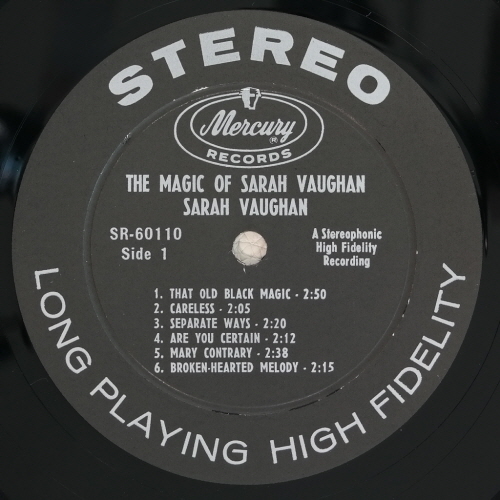 STEREO
Mercury
®
RECORDS
THE MAGIC OF SARAH VAUGHAN
SARAH VAUGHAN
SR-60110
Side 1
A Stereophonic
High Fidelity
Recording
1. THAT OLD BLACK MAGIC - 2:50
2. CARELESS - 2:05
3. SEPARATE WAYS - 2:20
4. ARE YOU CERTAIN - 2:12
5. MARY CONTRARY - 2:38
6. BROKEN-HEARTED MELODY - 2:15
LONG PLAYING HIGH FIDELITY